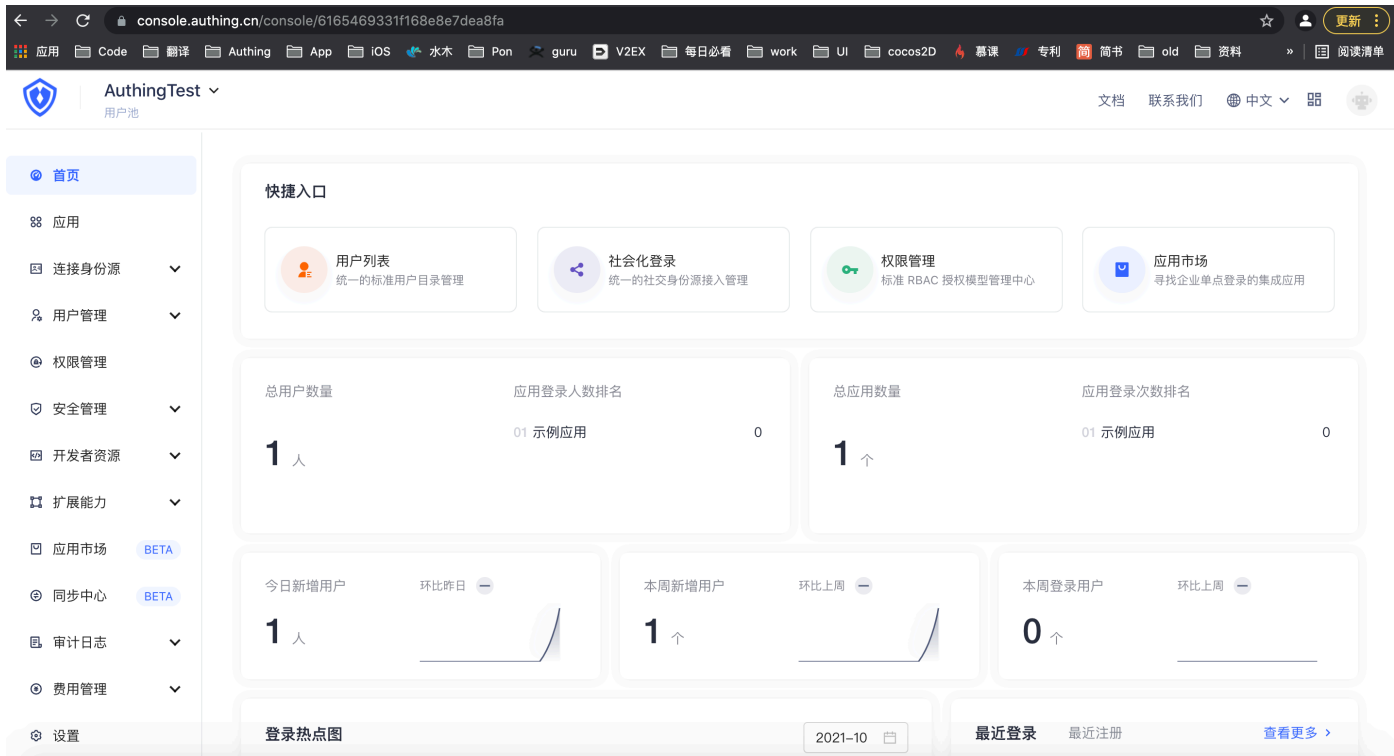 console.authing.cn/console/6165469331f168e8e7dea8fa
更新
应用 Code 翻译 Authing App iOS 水木 Pon guru V2EX 每日必看 work UI cocos2D 慕课 专利 简 简书 old 资料 » 阅读清单
AuthingTest
用户池
文档 联系我们 中文
首页
应用
连接身份源
用户管理
权限管理
安全管理
开发者资源
扩展能力
应用市场 BETA
同步中心 BETA
审计日志
费用管理
设置
快捷入口
用户列表
统一的标准用户目录管理
社会化登录
统一的社交身份源接入管理
权限管理
标准 RBAC 授权模型管理中心
应用市场
寻找企业单点登录的集成应用
总用户数量
1 人
应用登录人数排名
01 示例应用 0
总应用数量
1 个
应用登录次数排名
01 示例应用 0
今日新增用户 环比昨日
1 人
本周新增用户 环比上周
1 个
本周登录用户 环比上周
0 个
登录热点图 2021-10
最近登录 最近注册 查看更多